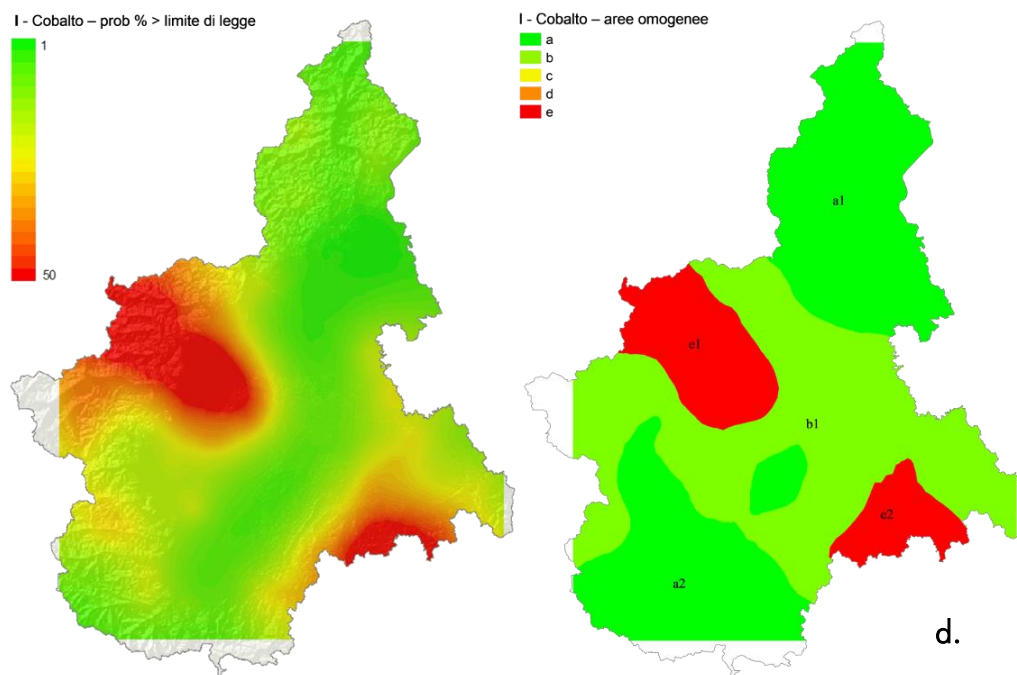 I - Cobalto – prob % > limite di legge
1
50
I - Cobalto – aree omogenee
a
b
c
d
e
a1
e1
b1
e2
a2
d.